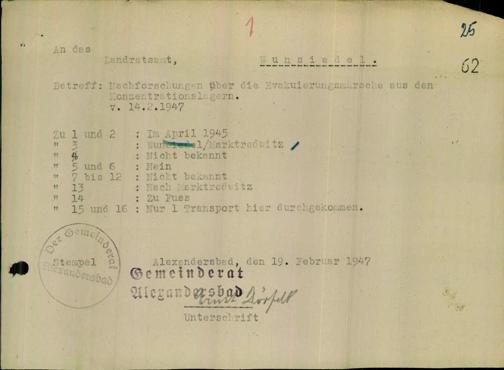 1
25
62
An das
Landratsamt, Wunsiedel.
Betreff: Nachforschungen über die Evakuierungsmärsche aus den
Konzentrationslagern.
v. 14.2.1947
Zu 1 und 2 : Im April 1945
" 3 : Wunsiedel/Marktredwitz
" 4 : Nicht bekannt
" 5 und 6 : Nein
" 7 bis 12 : Nicht bekannt
" 13 : Nach Marktredwitz
" 14 : Zu Fuss
" 15 und 16 : Nur 1 Transport hier durchgekommen.
Der Gemeinderat
Alexandersbad
Stempel Alexandersbad, den 19. Februar 1947
Gemeinderat
Alexandersbad
Unterschrift